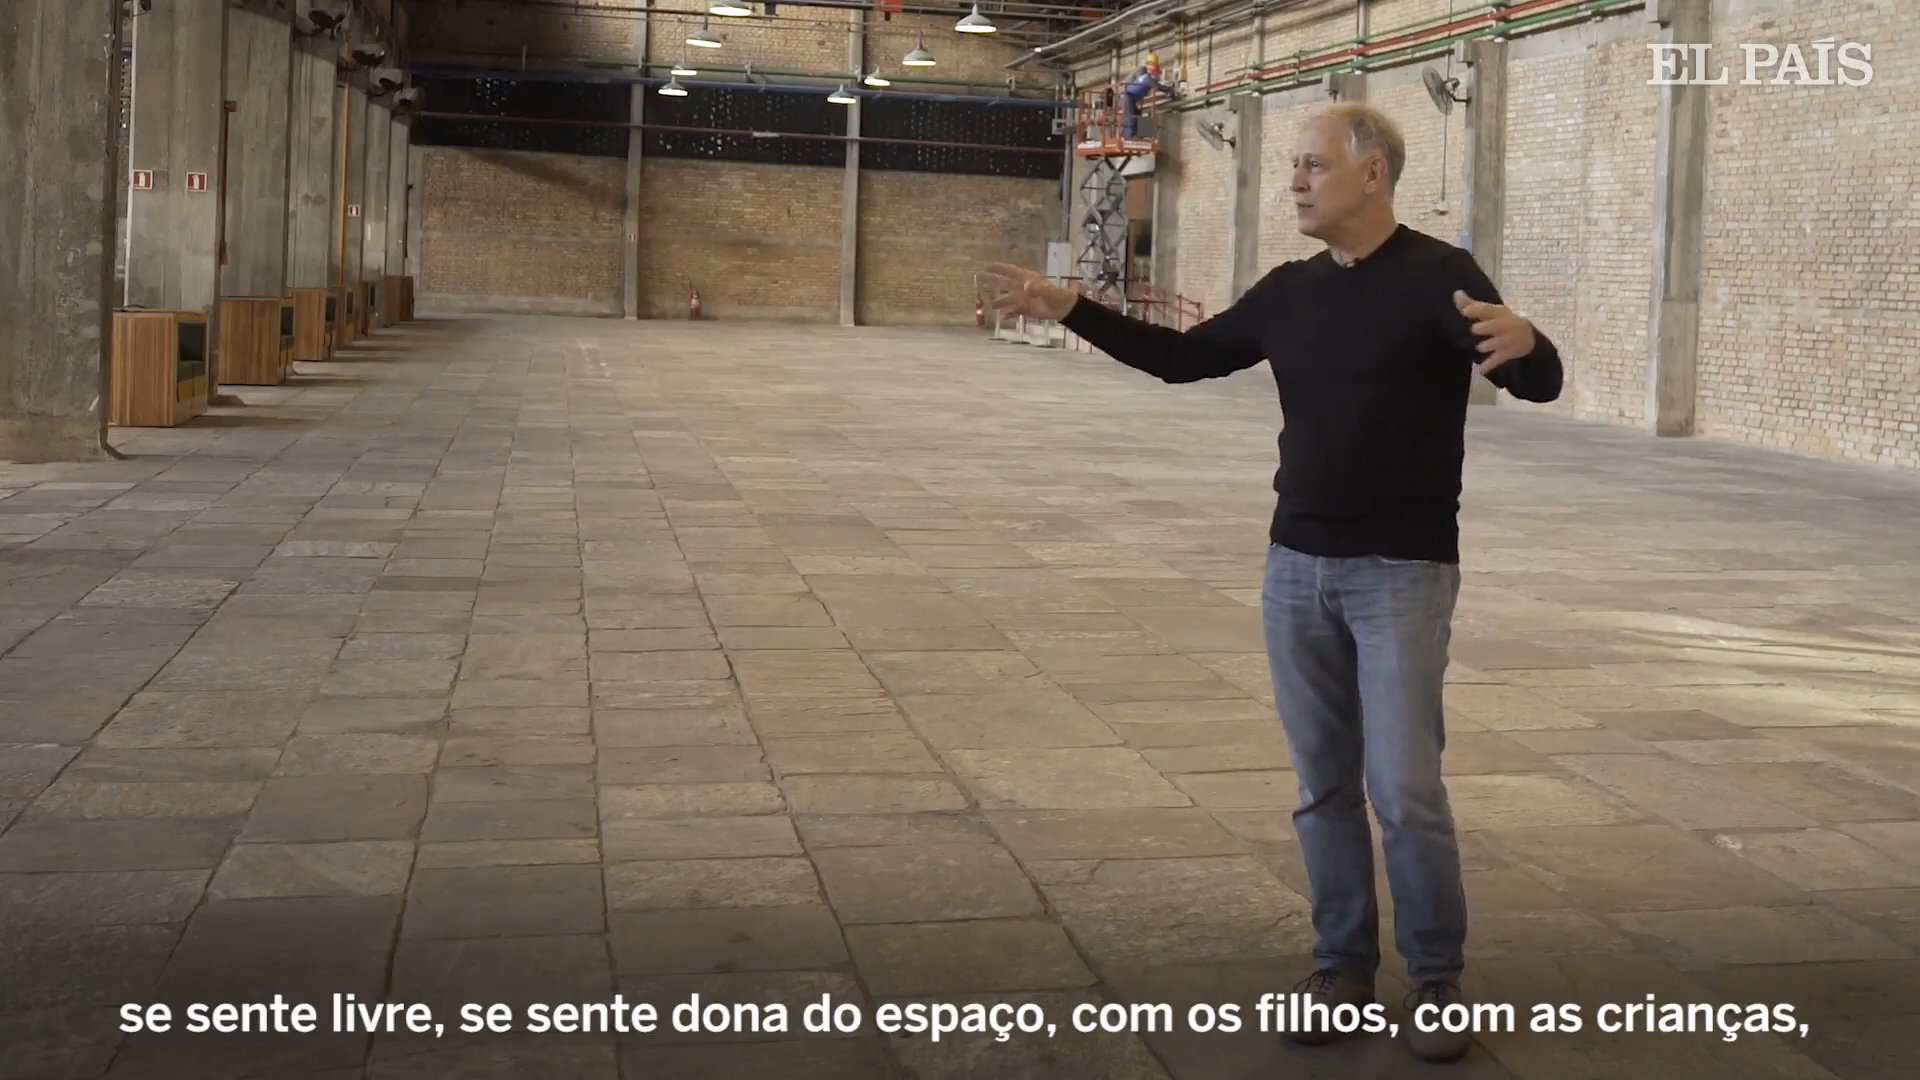 EL PAÍS
se sente livre, se sente dona do espaço, com os filhos, com as crianças,